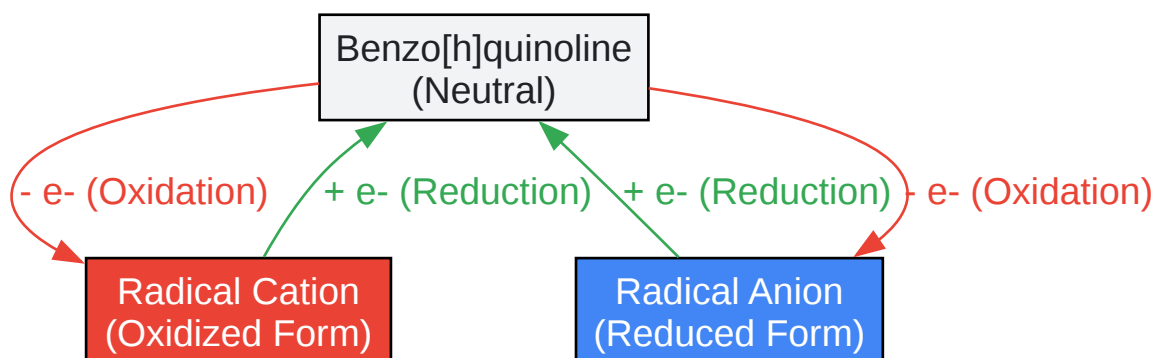 Benzo[h]quinoline
(Neutral)
- e- (Oxidation)
+ e- (Reduction)
+ e- (Reduction)
- e- (Oxidation)
Radical Cation
(Oxidized Form)
Radical Anion
(Reduced Form)